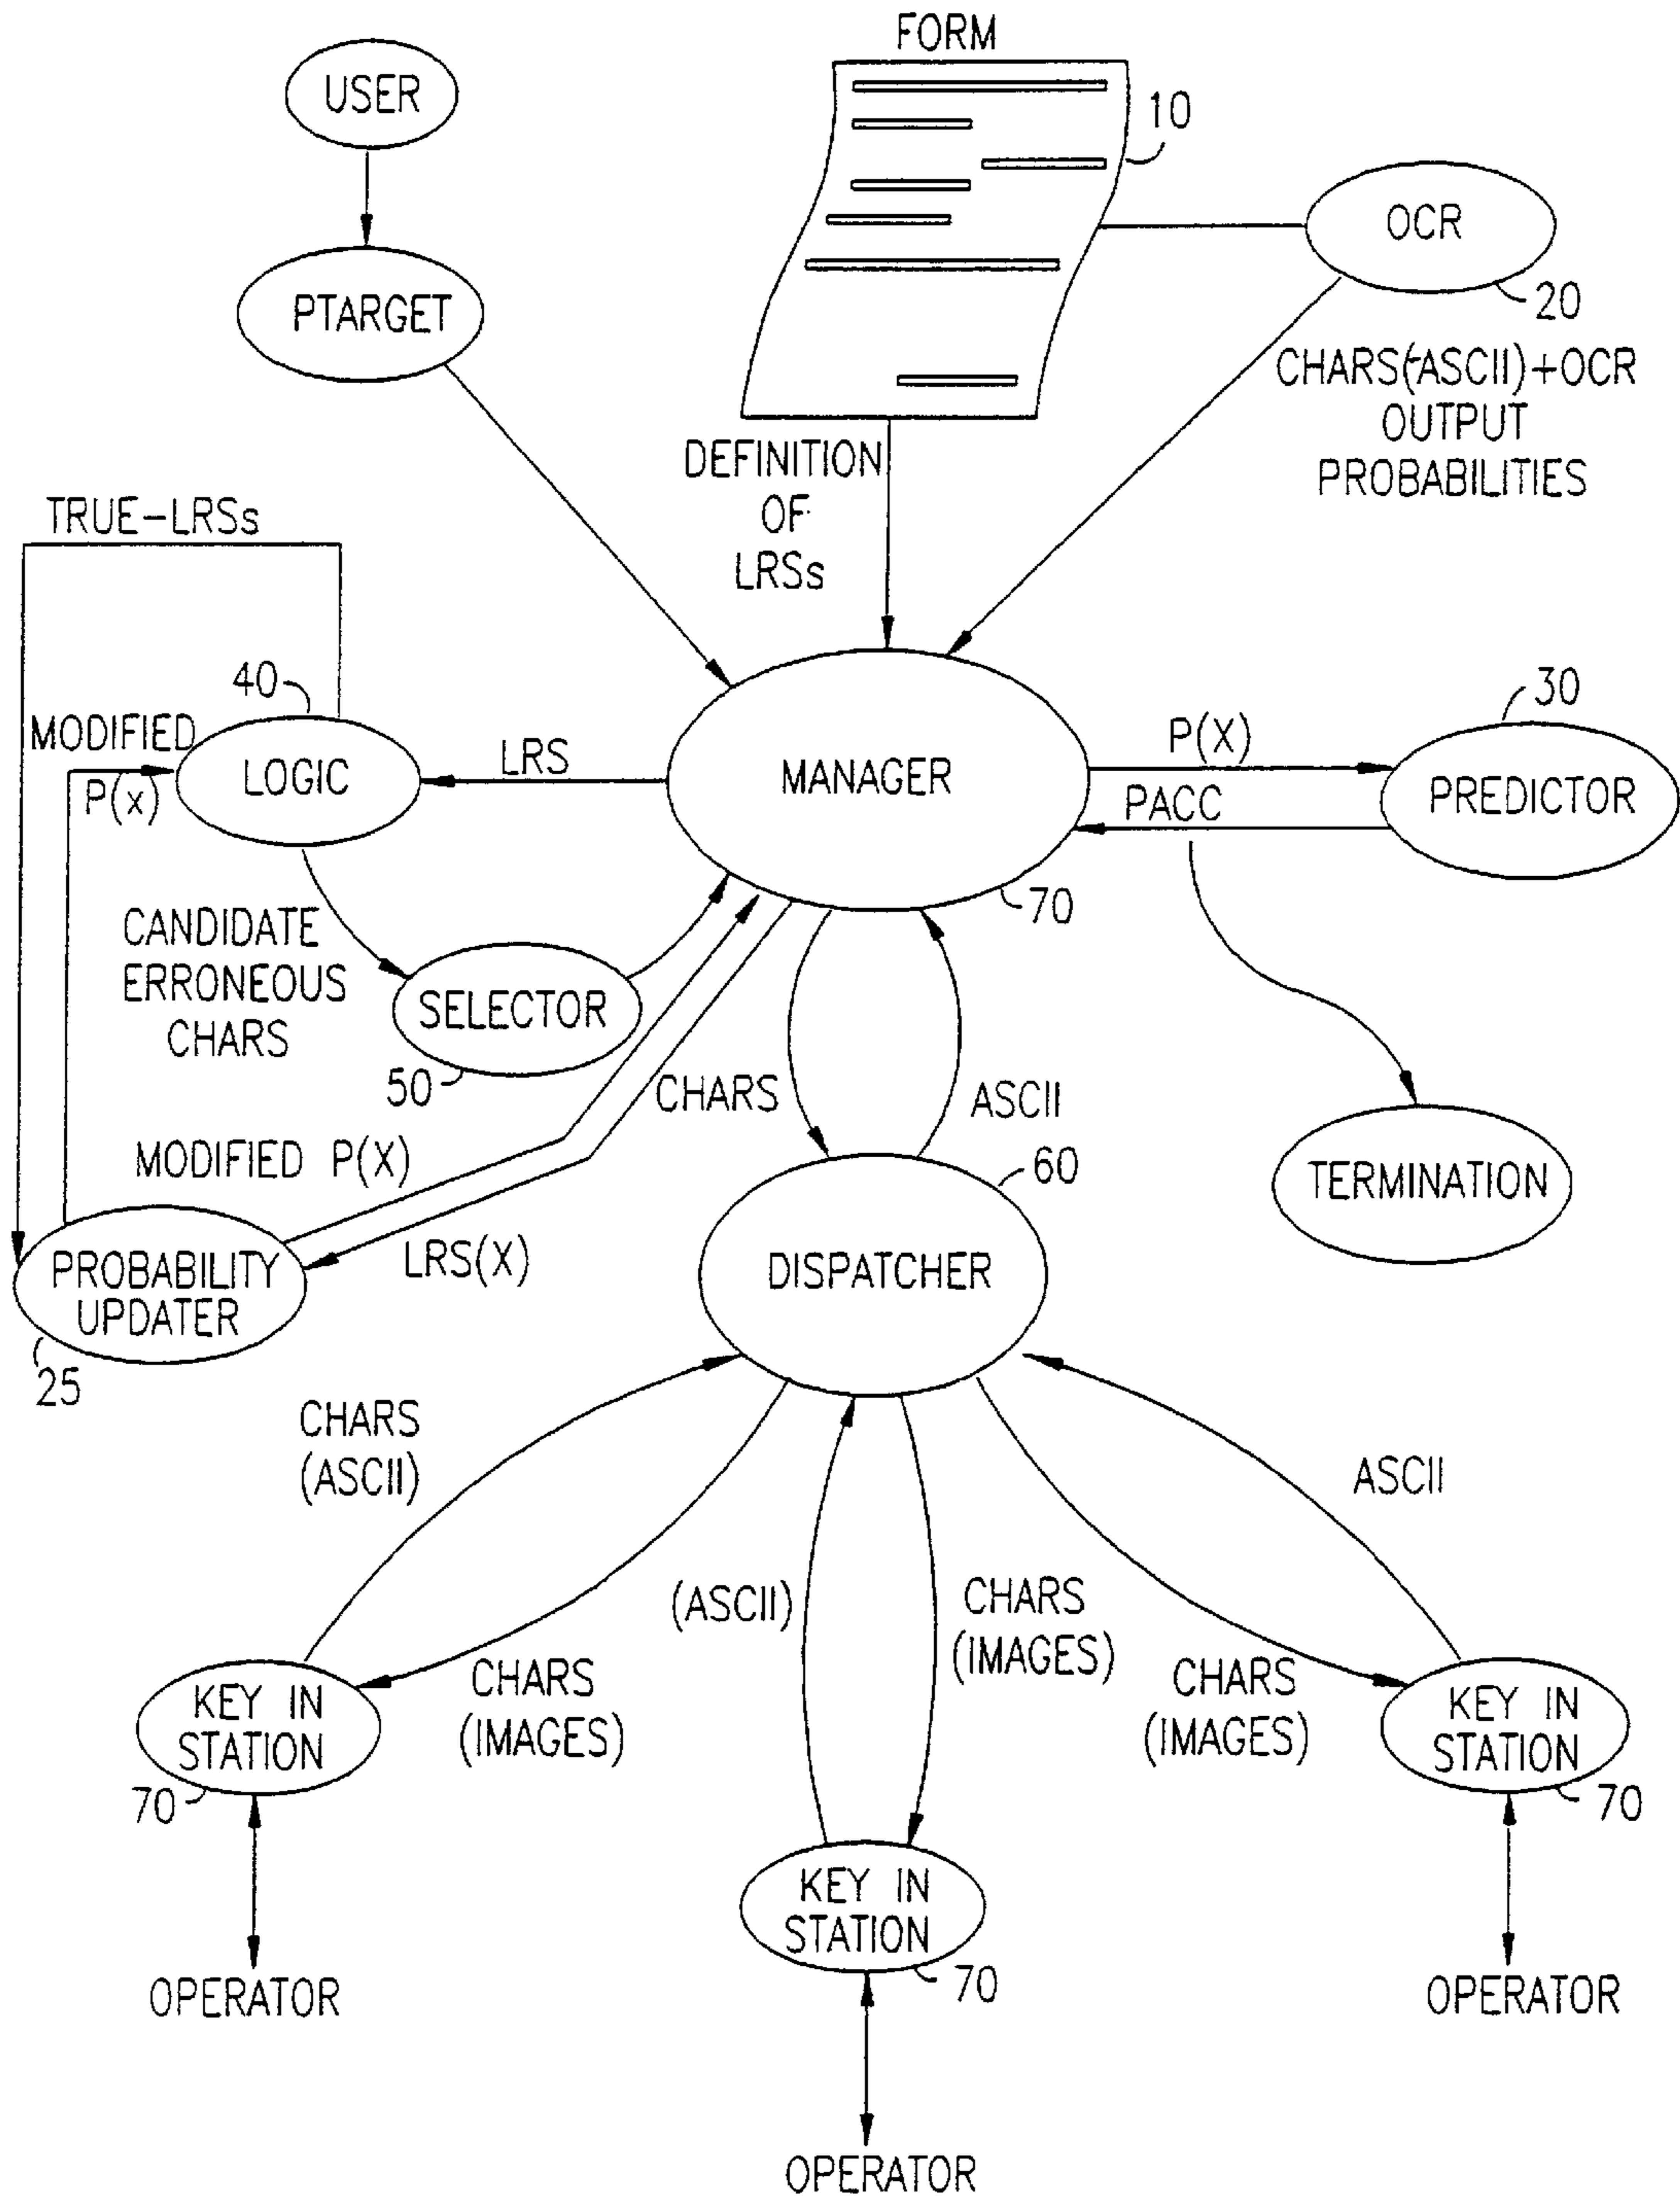 FORM
USER
10
OCR
20
PTARGET
CHARS(-ASCII)+OCR
OUTPUT
PROBABILITIES
DEFINITION
OF
LRSs
TRUE-LRSs
40
MODIFIED
P(x)
LOGIC
LRS
MANAGER
70
P(X)
PACC
30
PREDICTOR
CANDIDATE
ERRONEOUS
CHARS
SELECTOR
50
CHARS
ASCII
TERMINATION
MODIFIED P(X)
LRS(X)
60
DISPATCHER
PROBABILITY
UPDATER
25
CHARS
(ASCII)
CHARS
(IMAGES)
(ASCII)
CHARS
(IMAGES)
ASCII
CHARS
(IMAGES)
KEY IN
STATION
70
OPERATOR
KEY IN
STATION
70
OPERATOR
KEY IN
STATION
70
OPERATOR